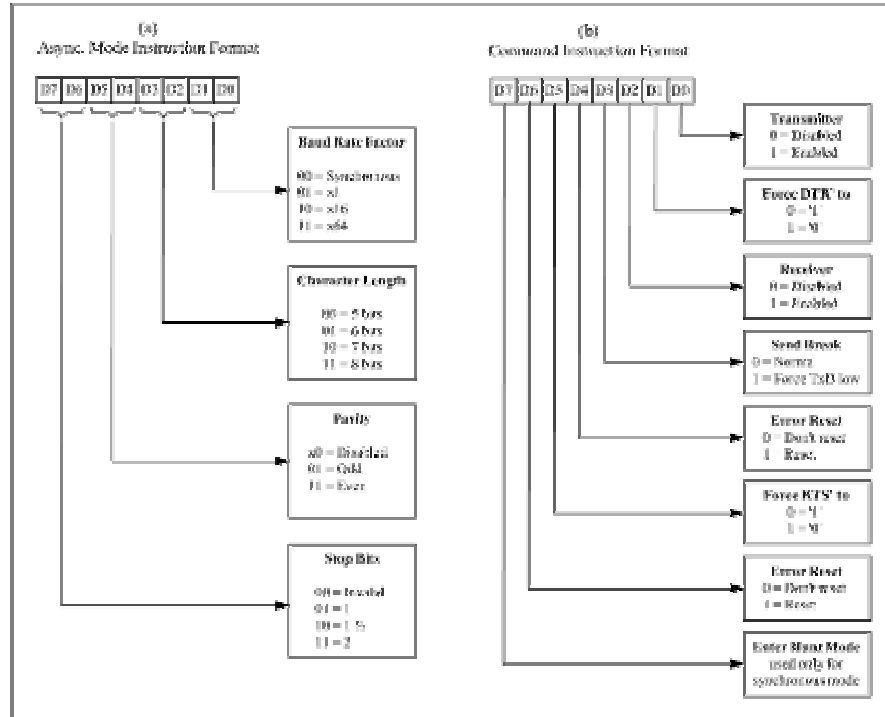 (a)
Async. Mode Instruction Format
D7 D6 D5 D4 D3 D2 D1 D0
Baud Rate Factor
00 = Synchronous
01 = x1
10 = x16
11 = x64
Character Length
00 = 5 bits
01 = 6 bits
10 = 7 bits
11 = 8 bits
Parity
x0 = Disabled
01 = Odd
11 = Even
Stop Bits
00 = Invalid
01 = 1
10 = 1 ½
11 = 2
(b)
Command Instruction Format
D7 D6 D5 D4 D3 D2 D1 D0
Transmitter
0 = Disabled
1 = Enabled
Force DTR' to
0 = '1'
1 = '0'
Receiver
0 = Disabled
1 = Enabled
Send Break
0 = Normal
1 = Force TxD low
Error Reset
0 = Don't reset
1 = Reset
Force RTS' to
0 = '1'
1 = '0'
Error Reset
0 = Don't reset
1 = Reset
Enter Hunt Mode
used only for
synchronous mode